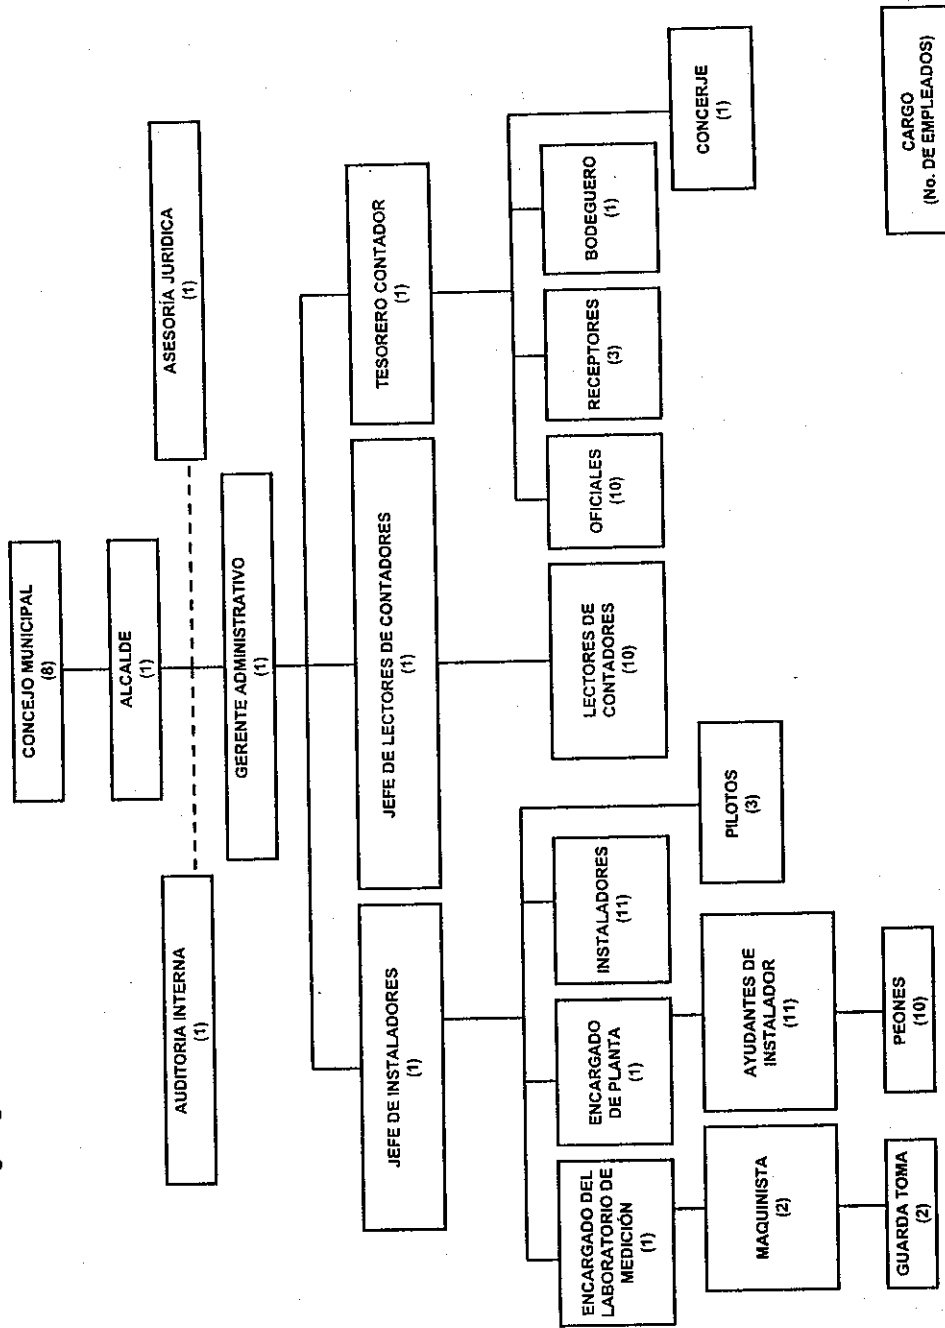 CONCEJO MUNICIPAL
(8)
ALCALDE
(1)
AUDITORIA INTERNA
(1)
ASESORÍA JURIDICA
(1)
GERENTE ADMINISTRATIVO
(1)
JEFE DE INSTALADORES
(1)
JEFE DE LECTORES DE CONTADORES
(1)
TESORERO CONTADOR
(1)
ENCARGADO DEL
LABORATORIO DE
MEDICIÓN
(1)
ENCARGADO
DE PLANTA
(1)
INSTALADORES
(11)
LECTORES DE
CONTADORES
(10)
OFICIALES
(10)
RECEPTORES
(3)
BODEGUERO
(1)
MAQUINISTA
(2)
AYUDANTES DE
INSTALADOR
(11)
PILOTOS
(3)
CONCERJE
(1)
GUARDA TOMA
(2)
PEONES
(10)
CARGO
(No. DE EMPLEADOS)